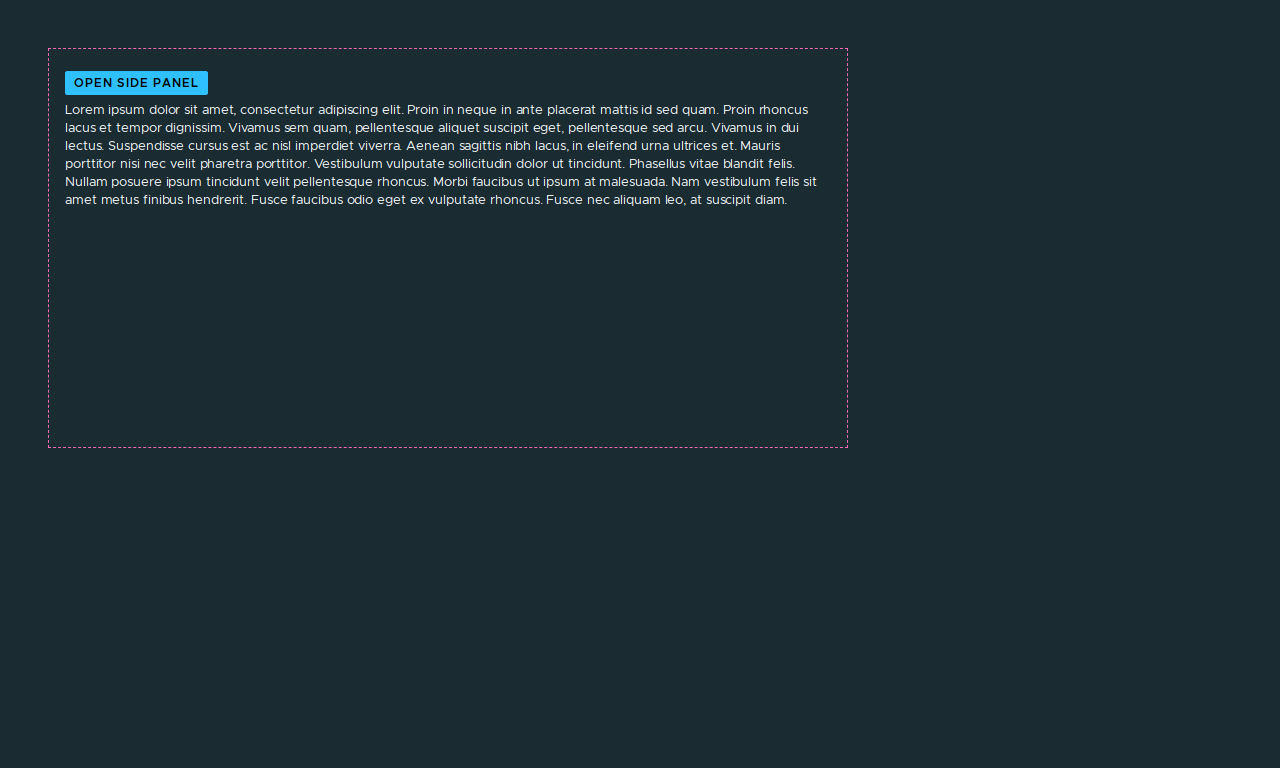 OPEN SIDE PANEL
Lorem ipsum dolor sit amet, consectetur adipiscing elit. Proin in neque in ante placerat mattis id sed quam. Proin rhoncus
lacus et tempor dignissim. Vivamus sem quam, pellentesque aliquet suscipit eget, pellentesque sed arcu. Vivamus in dui
lectus. Suspendisse cursus est ac nisl imperdiet viverra. Aenean sagittis nibh lacus, in eleifend urna ultrices et. Mauris
porttitor nisi nec velit pharetra porttitor. Vestibulum vulputate sollicitudin dolor ut tincidunt. Phasellus vitae blandit felis.
Nullam posuere ipsum tincidunt velit pellentesque rhoncus. Morbi faucibus ut ipsum at malesuada. Nam vestibulum felis sit
amet metus finibus hendrerit. Fusce faucibus odio eget ex vulputate rhoncus. Fusce nec aliquam leo, at suscipit diam.